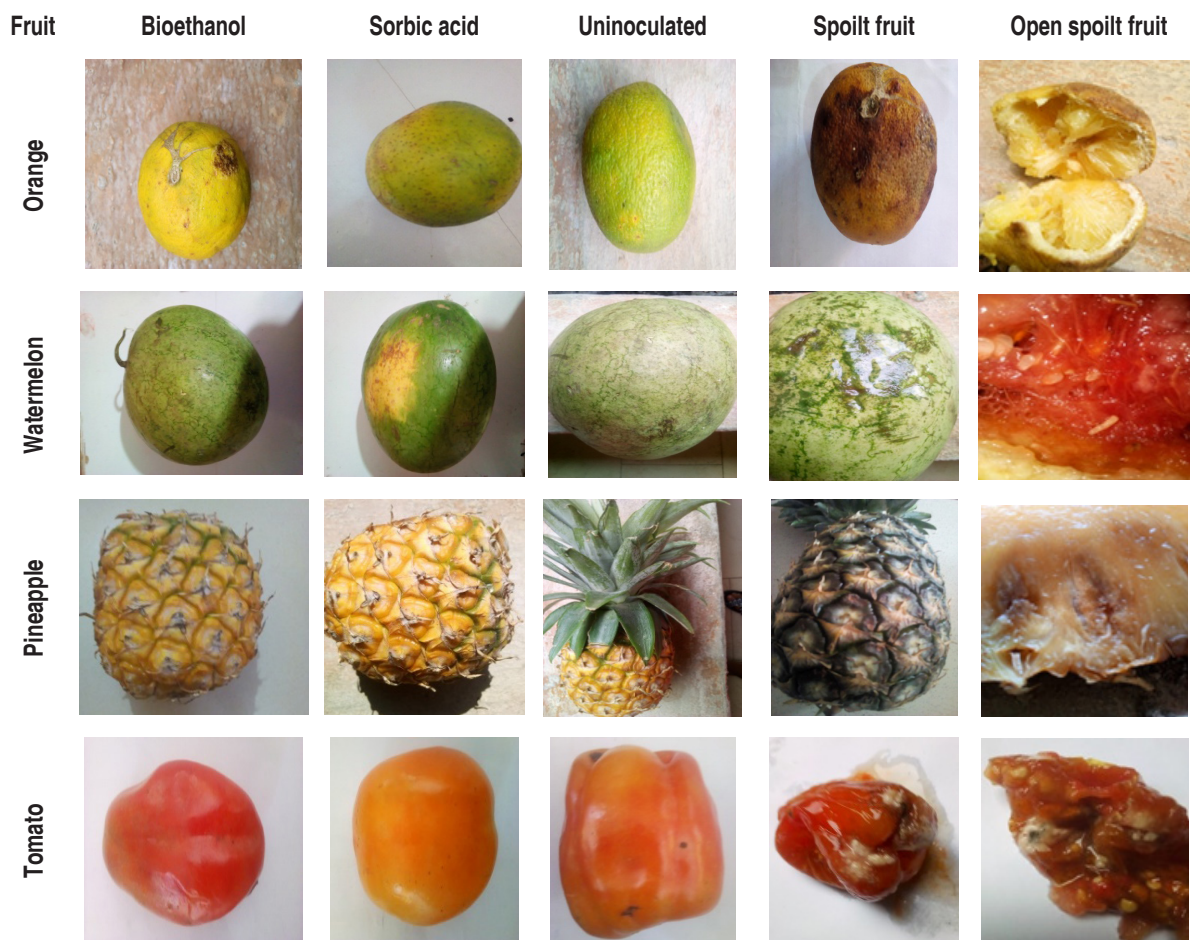 Fruit Bioethanol Sorbic acid Uninoculated Spoilt fruit Open spoilt fruit
Orange
Watermelon
Pineapple
Tomato